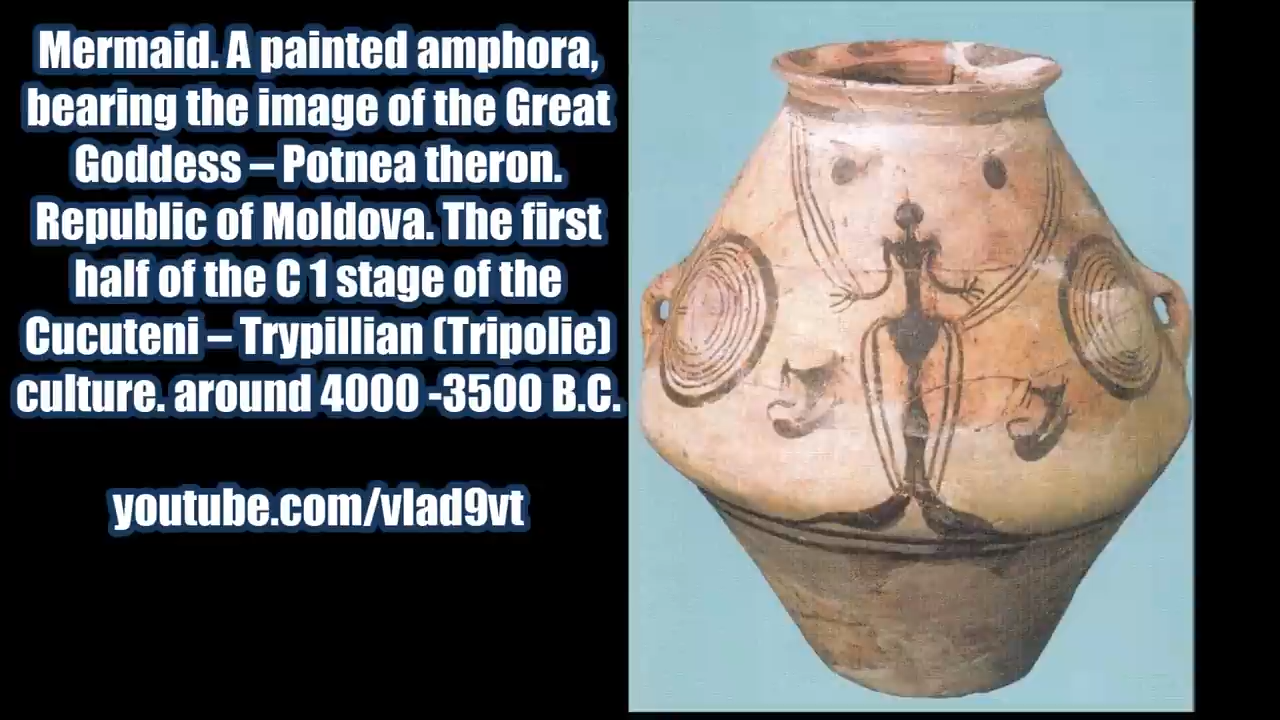 Mermaid. A painted amphora,
bearing the image of the Great
Goddess – Potnea theron.
Republic of Moldova. The first
half of the C 1 stage of the
Cucuteni – Trypillian (Tripolie)
culture. around 4000 -3500 B.C.
youtube.com/vlad9vt